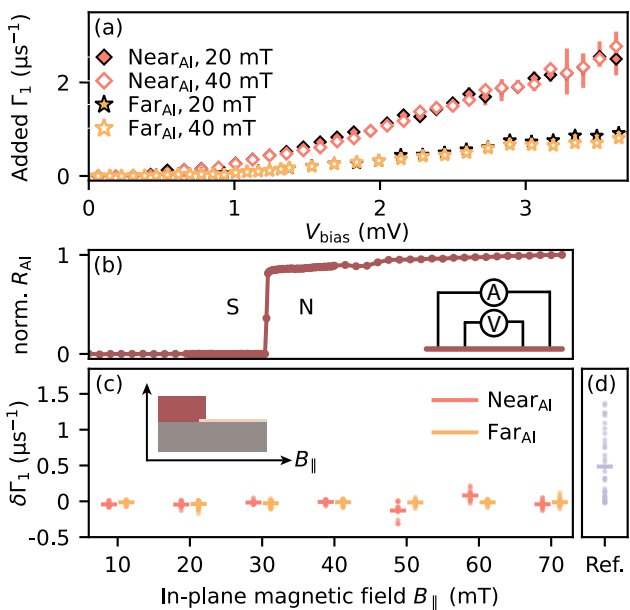 (a)
Near_Al, 20 mT
Near_Al, 40 mT
Far_Al, 20 mT
Far_Al, 40 mT
Added Γ₁ (μs⁻¹)
2
0
0
1
2
3
V_bias (mV)
(b)
norm. R_Al
1
0
S
N
A
V
(c)
(d)
δΓ₁ (μs⁻¹)
1.5
1
0.5
0
-0.5
B_∥
Near_Al
Far_Al
10
20
30
40
50
60
70
Ref.
In-plane magnetic field B_∥ (mT)